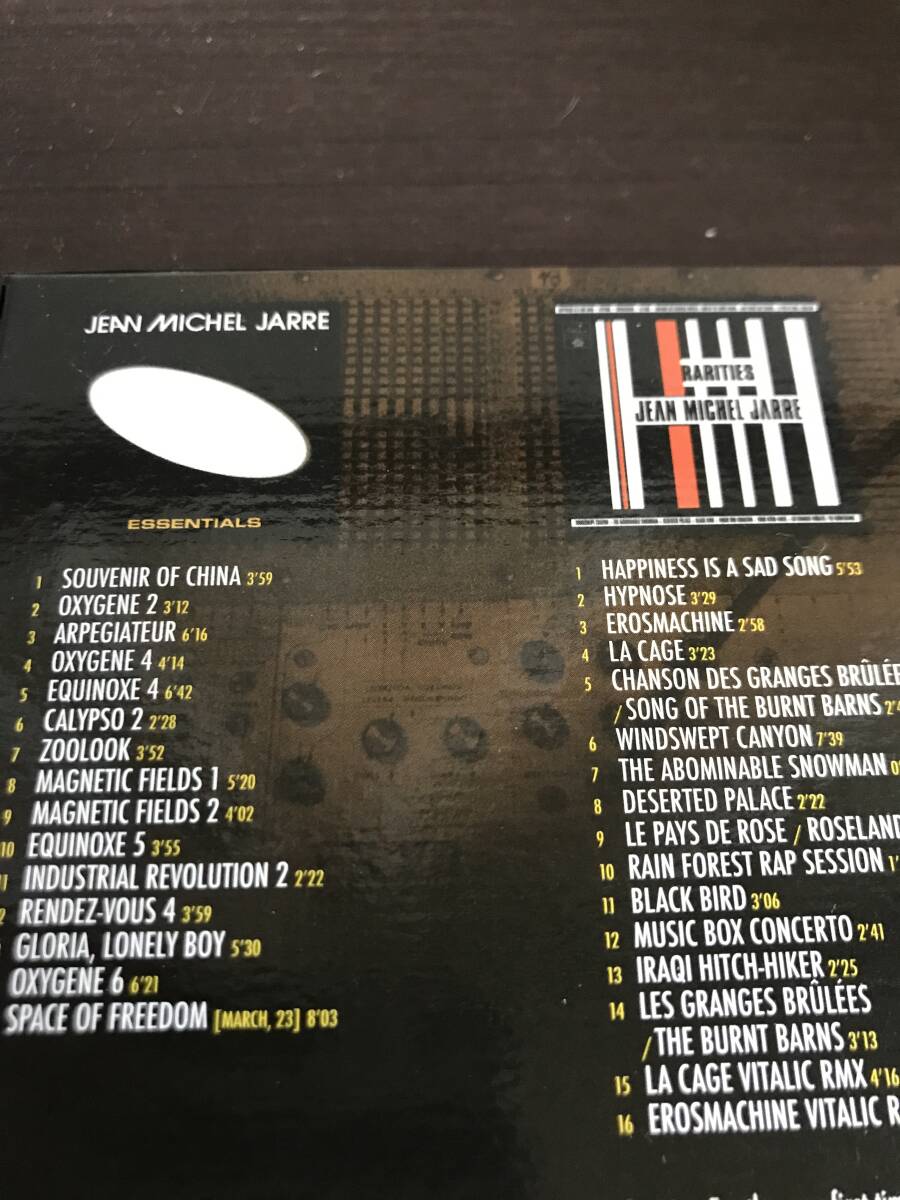 JEAN MICHEL JARRE
ESSENTIALS
1 SOUVENIR OF CHINA 3'59
2 OXYGENE 2 3'12
3 ARPEGIATEUR 6'16
4 OXYGENE 4 4'14
5 EQUINOXE 4 6'42
6 CALYPSO 2 2'28
7 ZOOLOOK 3'52
8 MAGNETIC FIELDS 1 5'20
9 MAGNETIC FIELDS 2 4'02
10 EQUINOXE 5 3'55
11 INDUSTRIAL REVOLUTION 2 2'22
2 RENDEZ-VOUS 4 3'59
GLORIA, LONELY BOY 5'30
OXYGENE 6 6'21
SPACE OF FREEDOM [MARCH, 23] 8'03
RARITIES
JEAN MICHEL JARRE
1 HAPPINESS IS A SAD SONG 5'53
2 HYPNOSE 3'29
3 EROSMACHINE 2'58
4 LA CAGE 3'23
5 CHANSON DES GRANGES BRÛLÉE
/ SONG OF THE BURNT BARNS 2'4
6 WINDSWEPT CANYON 7'39
7 THE ABOMINABLE SNOWMAN 0
8 DESERTED PALACE 2'22
9 LE PAYS DE ROSE / ROSELAND
10 RAIN FOREST RAP SESSION 1'
11 BLACK BIRD 3'06
12 MUSIC BOX CONCERTO 2'41
13 IRAQI HITCH-HIKER 2'25
14 LES GRANGES BRÛLÉES
/ THE BURNT BARNS 3'13
15 LA CAGE VITALIC RMX 4'16
16 EROSMACHINE VITALIC R